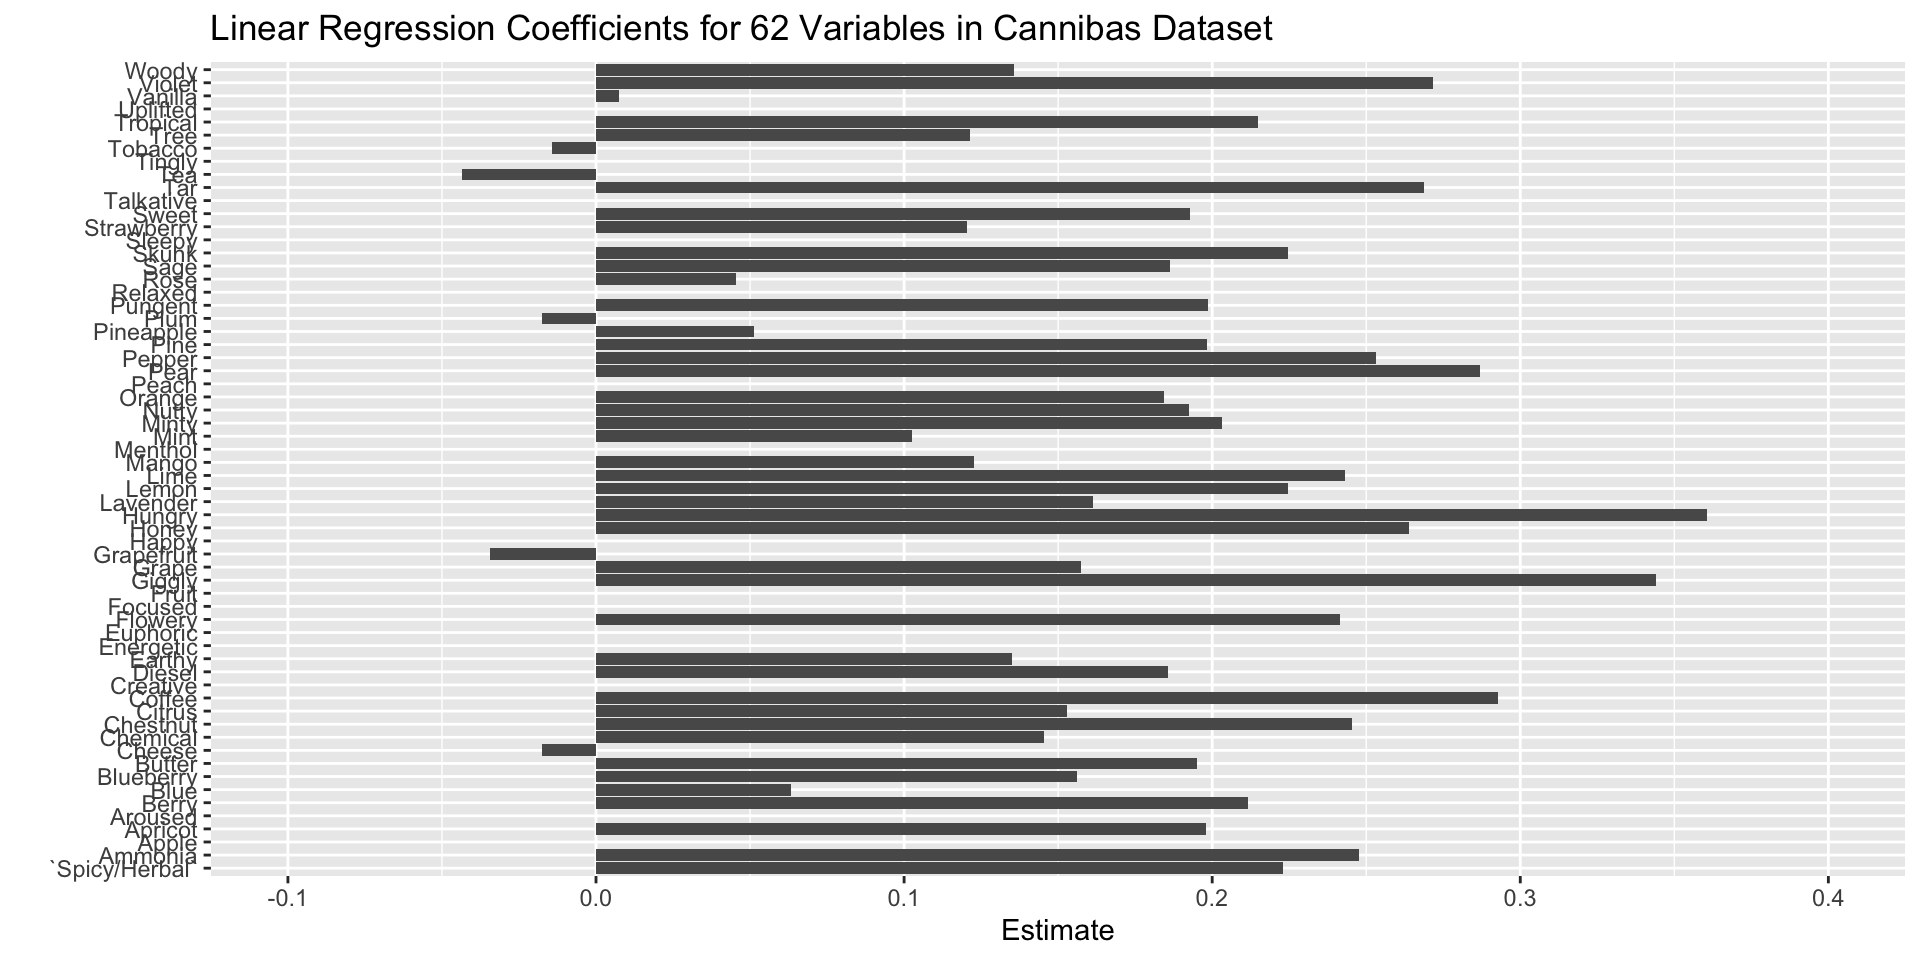 Linear Regression Coefficients for 62 Variables in Cannibas Dataset
Woody
Violet
Vanilla
Uplifted
Tropical
Tree
Tobacco
Tingly
Tea
Tar
Talkative
Sweet
Strawberry
Sleepy
Skunk
Sage
Rose
Relaxed
Pungent
Plum
Pineapple
Pine
Pepper
Pear
Peach
Orange
Nutty
Minty
Mint
Menthol
Mango
Lime
Lemon
Lavender
Hungry
Honey
Happy
Grapefruit
Grape
Giggly
Fruit
Focused
Flowery
Euphoric
Energetic
Earthy
Diesel
Creative
Coffee
Citrus
Chestnut
Chemical
Cheese
Butter
Blueberry
Blue
Berry
Aroused
Apricot
Apple
Ammonia
`Spicy/Herbal`
-0.1 0.0 0.1 0.2 0.3 0.4
Estimate